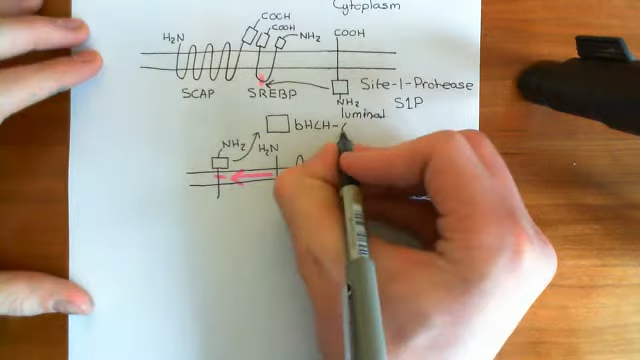 Cytoplasm
COOH
COOH
H₂N
NH₂
COOH
SCAP
SREBP
Site-1-Protease
S1P
NH₂
luminal
bHLH-
NH₂
H₂N